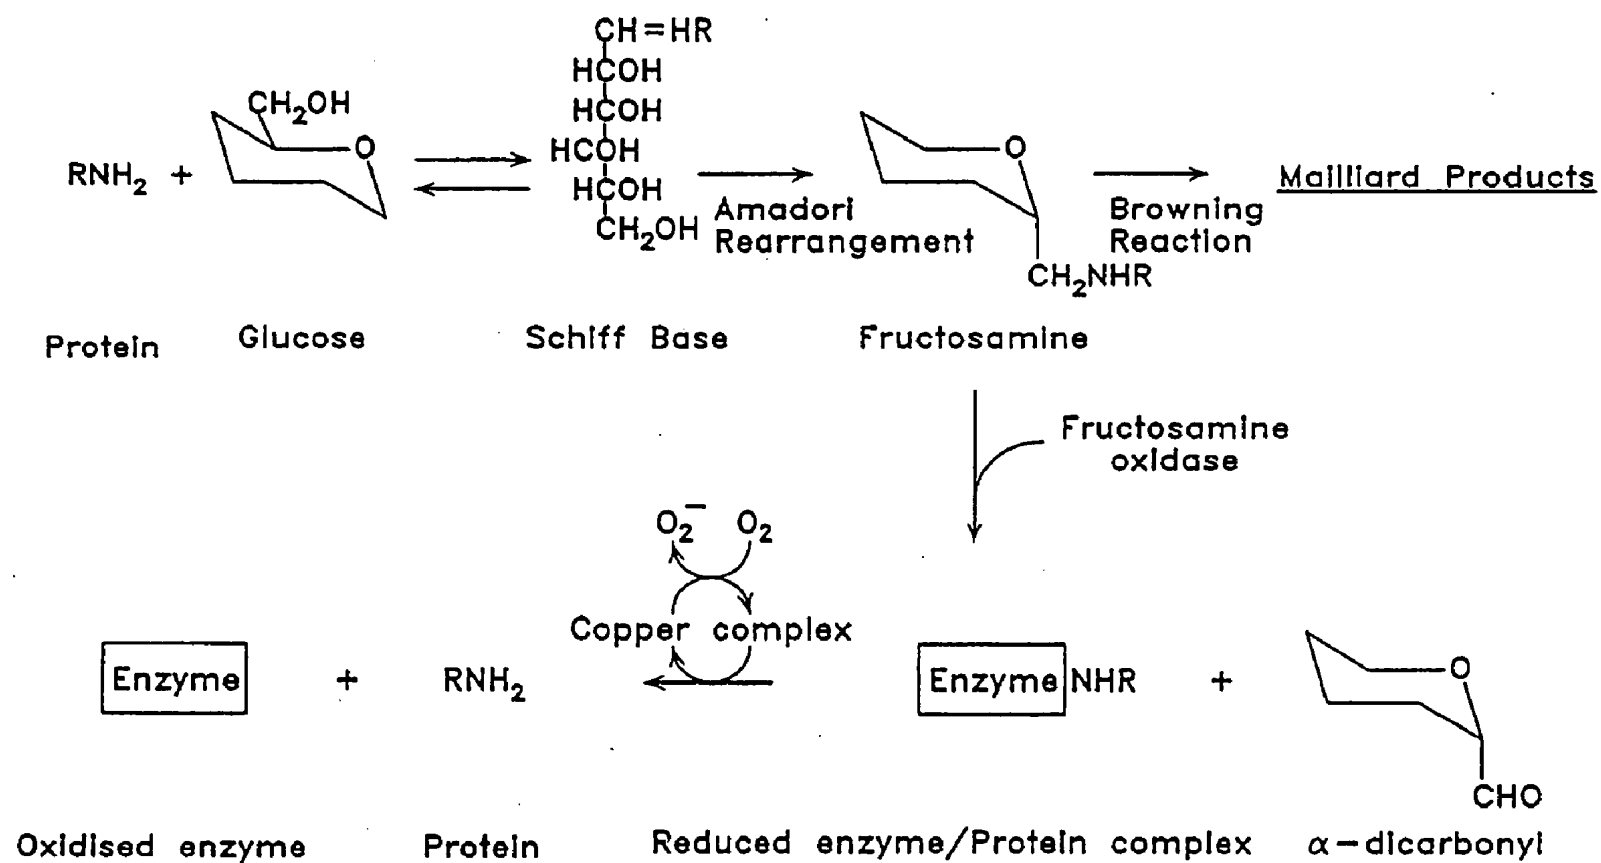 CH=HR
HCOH
HCOH
HCOH
HCOH
CH₂OH
RNH₂ +
CH₂OH
O
Amadori
Rearrangement
O
CH₂NHR
Browning
Reaction
Mailliard Products
Protein
Glucose
Schiff Base
Fructosamine
Fructosamine
oxidase
O₂⁻ O₂
Copper complex
Enzyme + RNH₂
Enzyme NHR +
O
CHO
Oxidised enzyme
Protein
Reduced enzyme/Protein complex
α-dicarbonyl